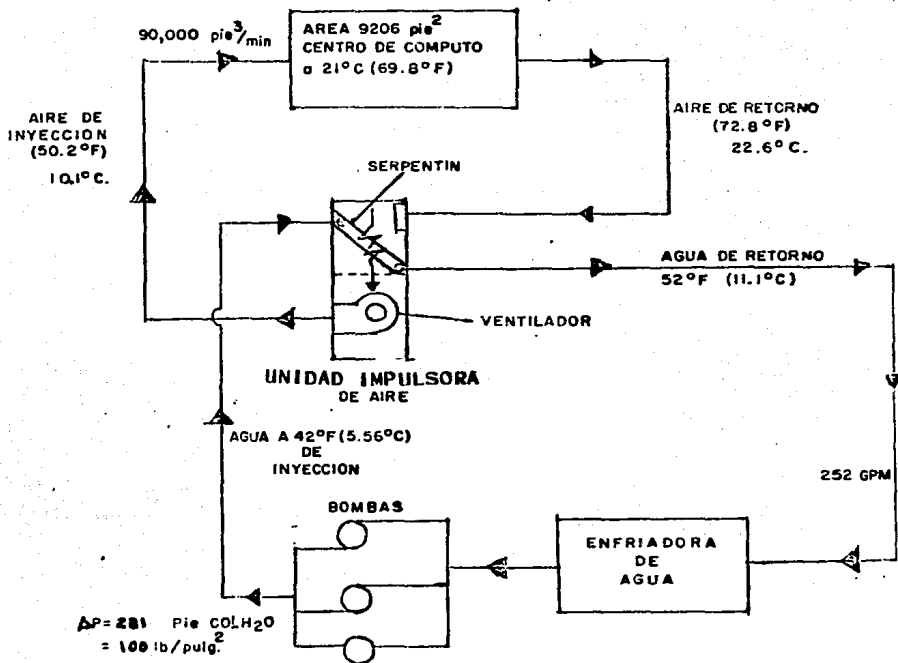 90,000 pie³/min
AREA 9206 pie²
CENTRO DE COMPUTO
a 21°C (69.8°F)
AIRE DE
INYECCION
(50.2°F)
10.1°C.
AIRE DE RETORNO
(72.8°F)
22.6°C.
SERPENTIN
AGUA DE RETORNO
52°F (11.1°C)
VENTILADOR
UNIDAD IMPULSORA
DE AIRE
AGUA A 42°F (5.56°C)
DE
INYECCION
252 GPM
BOMBAS
ENFRIADORA
DE
AGUA
ΔP= 231 Pie COL.H2O
= 100 lb/pulg.²